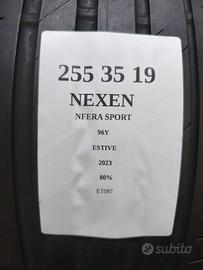 255 35 19
NEXEN
NFERA SPORT
96Y
ESTIVE
2023
80%
ET087
subito